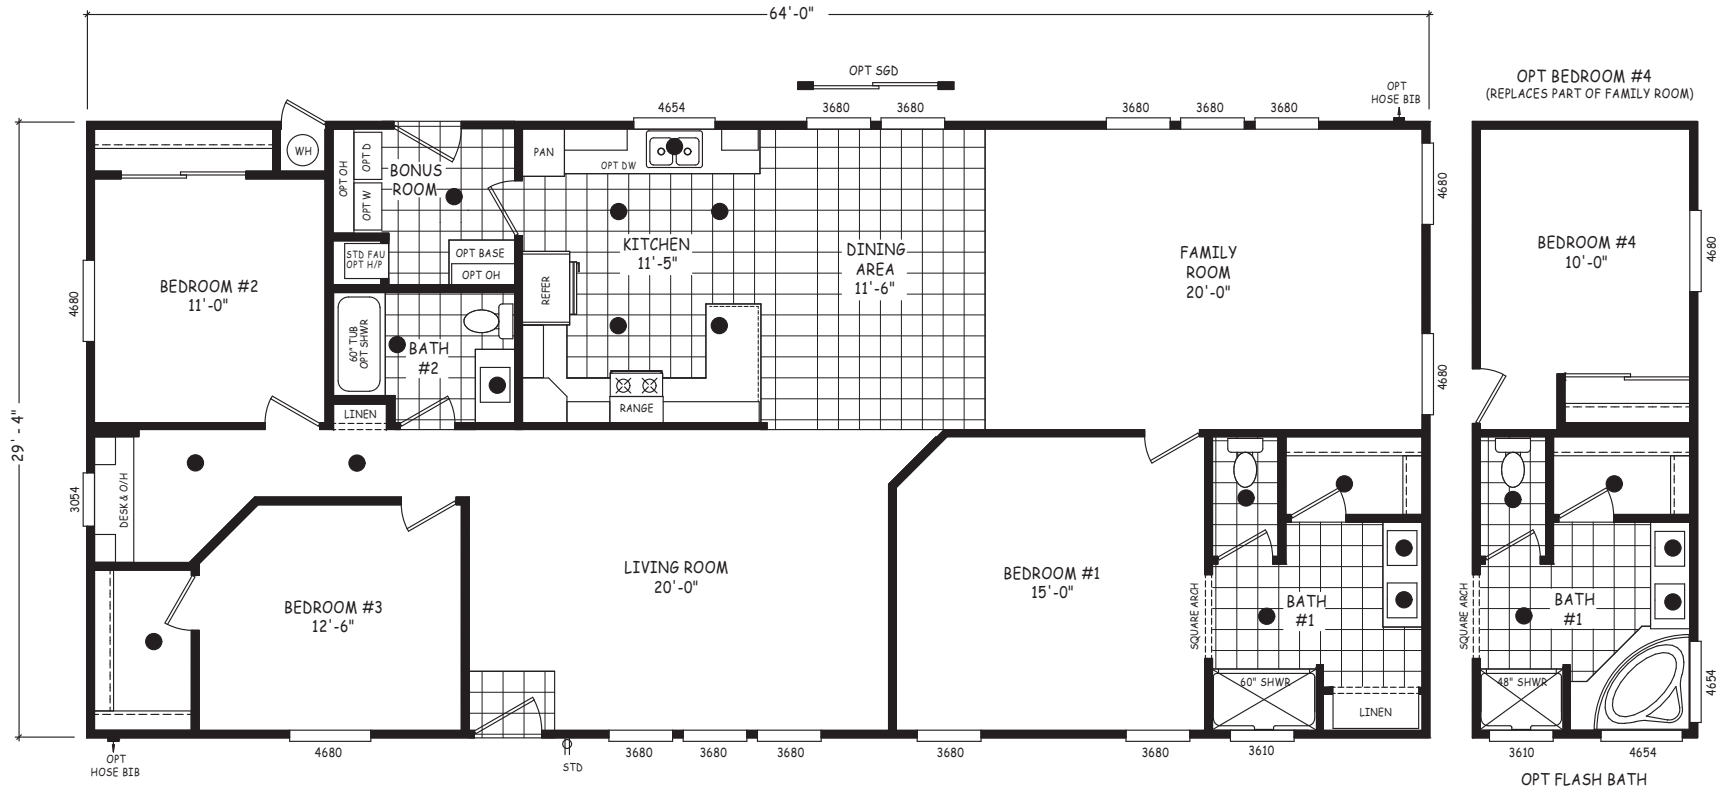 64'-0"
OPT SGD
OPT BEDROOM #4
(REPLACES PART OF FAMILY ROOM)
OPT
HOSE BIB
4654
3680
3680
3680
3680
3680
WH
OPT OH
OPT D
OPT W
BONUS
ROOM
PAN
OPT DW
4680
STD FAU
OPT H/P
OPT BASE
OPT OH
KITCHEN
11'-5"
DINING
AREA
11'-6"
FAMILY
ROOM
20'-0"
BEDROOM #4
10'-0"
4680
BEDROOM #2
11'-0"
4680
REFER
60" TUB
OPT SHWR
BATH
#2
4680
RANGE
LINEN
29'-4"
3054
DESK & O/H
LIVING ROOM
20'-0"
BEDROOM #1
15'-0"
BEDROOM #3
12'-6"
SQUARE ARCH
BATH
#1
SQUARE ARCH
BATH
#1
60" SHWR
LINEN
48" SHWR
4654
OPT
HOSE BIB
4680
STD
3680
3680
3680
3680
3680
3610
3610
4654
OPT FLASH BATH